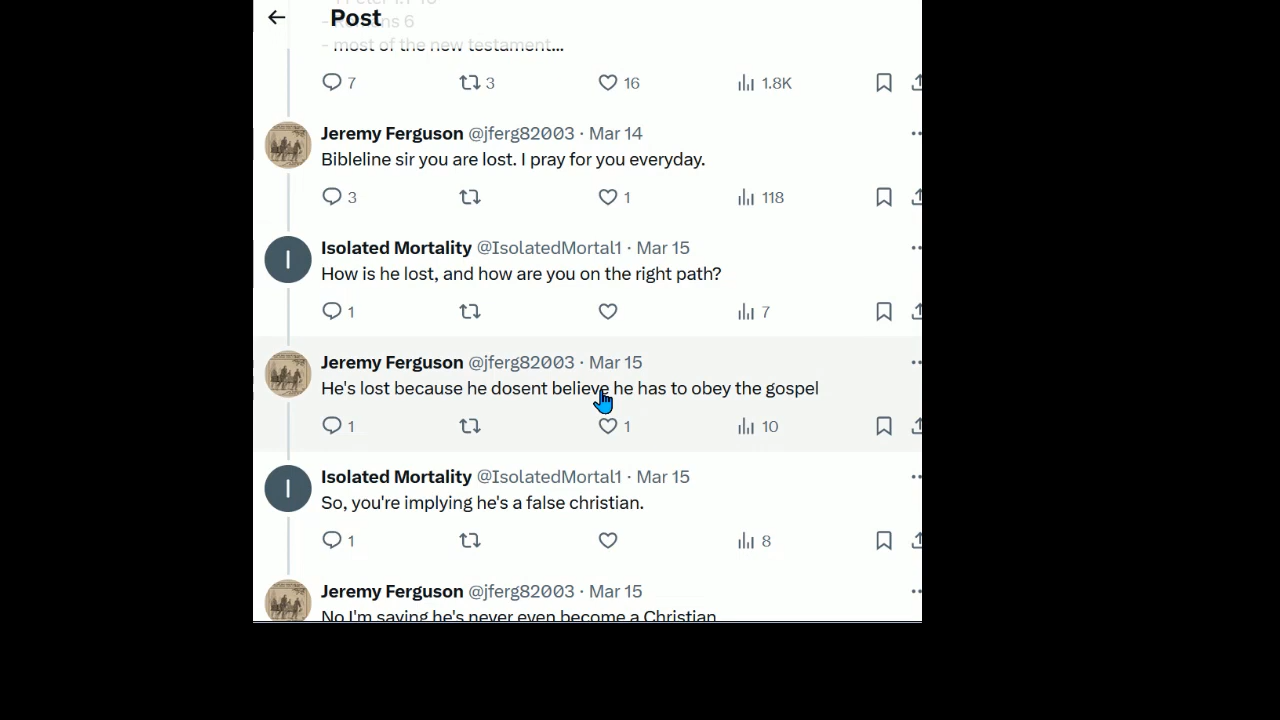 Post
- Romans 6
- most of the new testament...
7 3 16 1.8K
Jeremy Ferguson @jferg82003 · Mar 14
Bibleline sir you are lost. I pray for you everyday.
3 1 118
Isolated Mortality @IsolatedMortal1 · Mar 15
How is he lost, and how are you on the right path?
1 7
Jeremy Ferguson @jferg82003 · Mar 15
He's lost because he dosent believe he has to obey the gospel
1 1 10
I
Isolated Mortality @IsolatedMortal1 · Mar 15
So, you're implying he's a false christian.
1 8
Jeremy Ferguson @jferg82003 · Mar 15
No I'm saying he's never even become a Christian